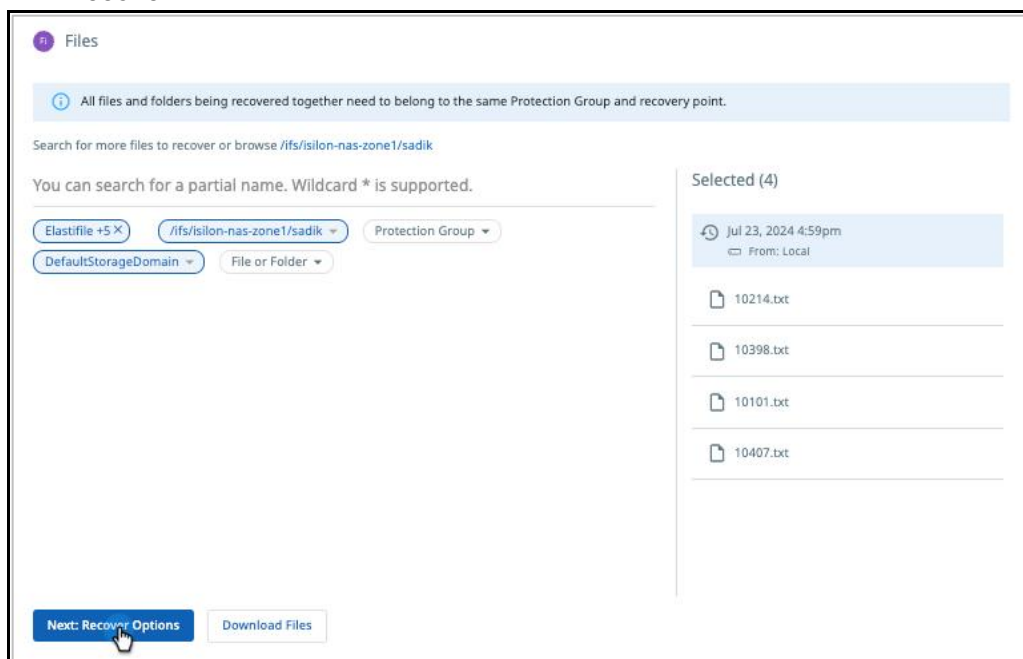 Fi Files
All files and folders being recovered together need to belong to the same Protection Group and recovery point.
Search for more files to recover or browse /ifs/isilon-nas-zone1/sadik
You can search for a partial name. Wildcard * is supported.
Elastifile +5 × /ifs/isilon-nas-zone1/sadik Protection Group
DefaultStorageDomain File or Folder
Selected (4)
Jul 23, 2024 4:59pm
From: Local
10214.txt
10398.txt
10101.txt
10407.txt
Next: Recover Options Download Files